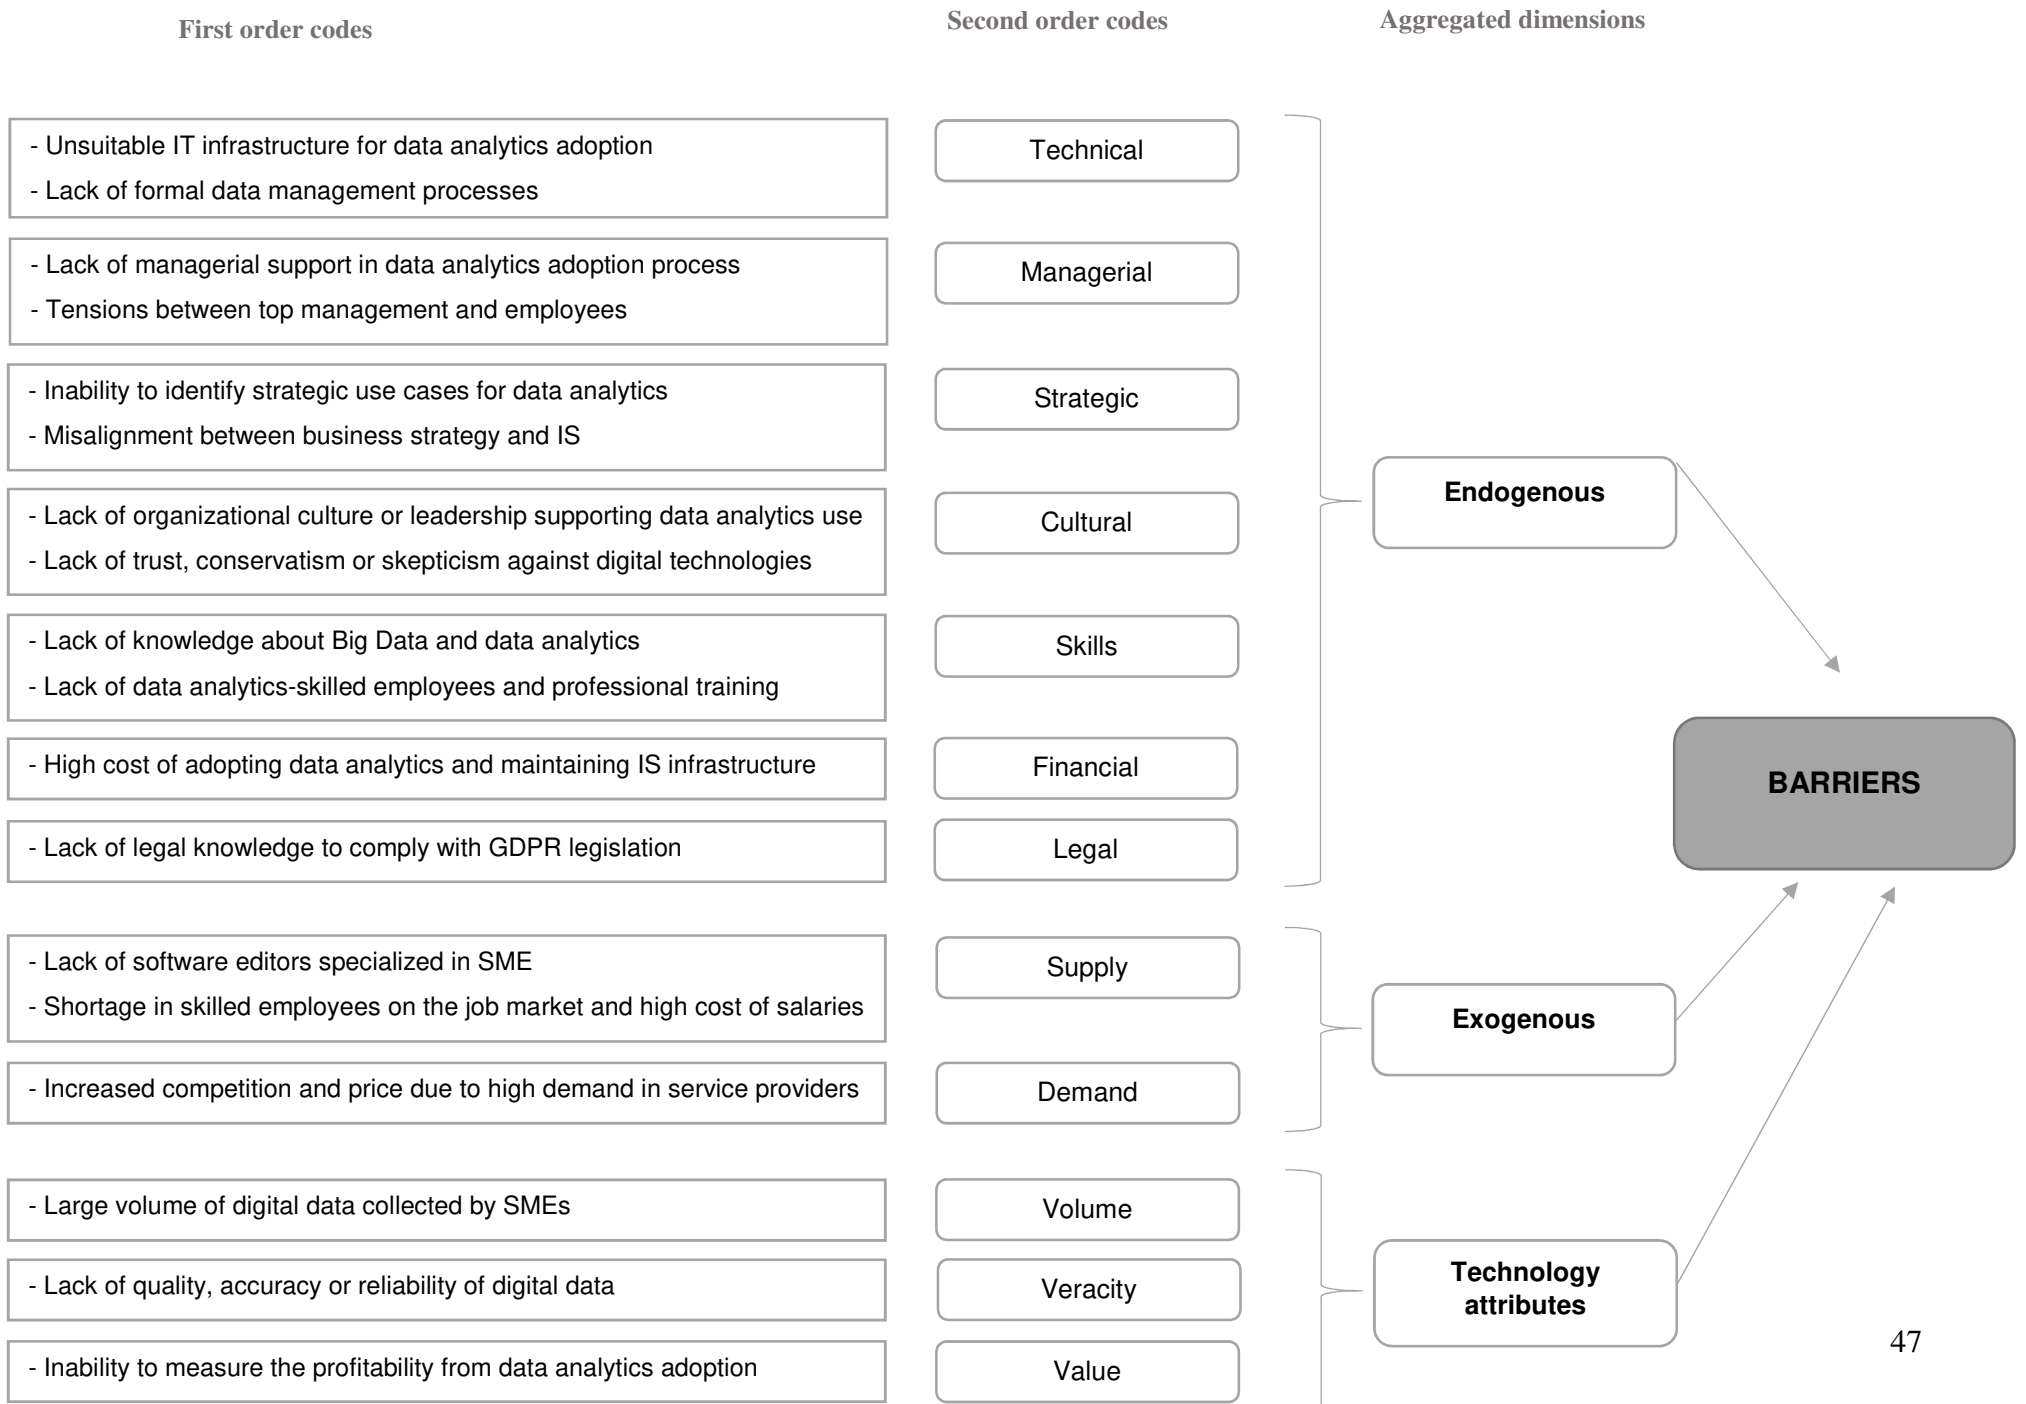 First order codes
Second order codes
Aggregated dimensions
- Unsuitable IT infrastructure for data analytics adoption
- Lack of formal data management processes
Technical
- Lack of managerial support in data analytics adoption process
- Tensions between top management and employees
Managerial
- Inability to identify strategic use cases for data analytics
- Misalignment between business strategy and IS
Strategic
- Lack of organizational culture or leadership supporting data analytics use
- Lack of trust, conservatism or skepticism against digital technologies
Cultural
- Lack of knowledge about Big Data and data analytics
- Lack of data analytics-skilled employees and professional training
Skills
- High cost of adopting data analytics and maintaining IS infrastructure
Financial
- Lack of legal knowledge to comply with GDPR legislation
Legal
Endogenous
- Lack of software editors specialized in SME
- Shortage in skilled employees on the job market and high cost of salaries
Supply
- Increased competition and price due to high demand in service providers
Demand
Exogenous
- Large volume of digital data collected by SMEs
Volume
- Lack of quality, accuracy or reliability of digital data
Veracity
- Inability to measure the profitability from data analytics adoption
Value
Technology
attributes
BARRIERS
47